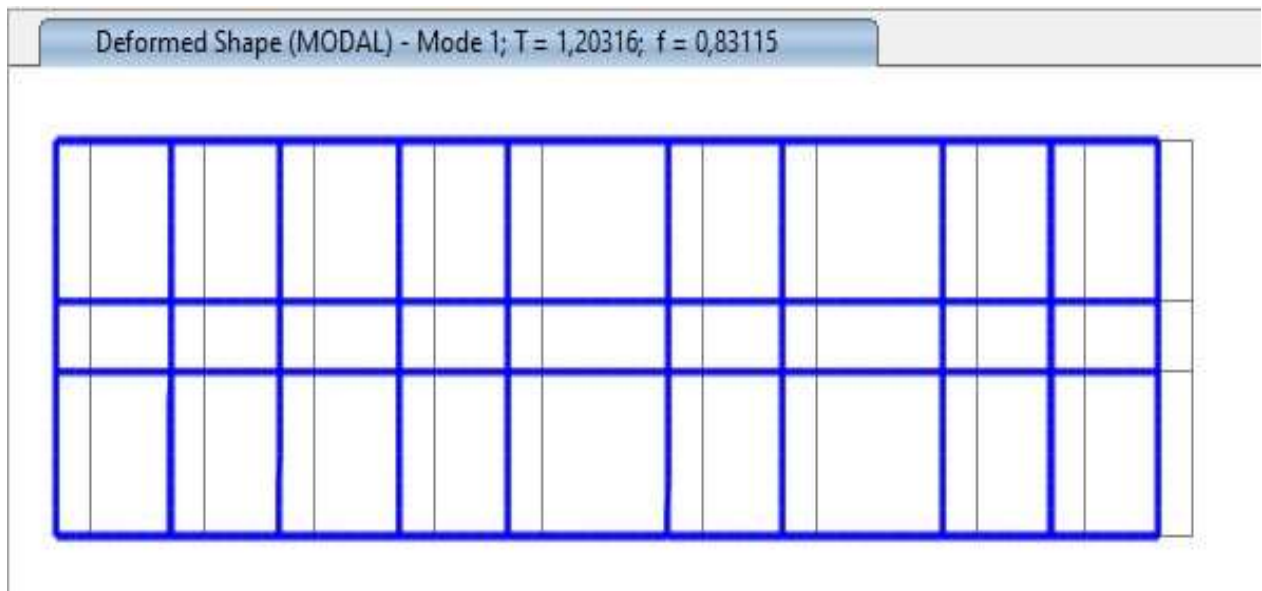 Deformed Shape (MODAL) - Mode 1; T = 1,20316; f = 0,83115